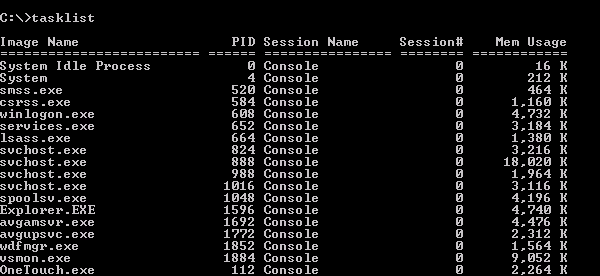 C:\>tasklist
Image Name PID Session Name Session# Mem Usage
========================= ====== ================ ======== ============
System Idle Process 0 Console 0 16 K
System 4 Console 0 212 K
smss.exe 520 Console 0 464 K
csrss.exe 584 Console 0 1,160 K
winlogon.exe 608 Console 0 4,732 K
services.exe 652 Console 0 3,184 K
lsass.exe 664 Console 0 1,380 K
svchost.exe 824 Console 0 3,216 K
svchost.exe 888 Console 0 18,020 K
svchost.exe 988 Console 0 1,964 K
svchost.exe 1016 Console 0 3,116 K
spoolsv.exe 1048 Console 0 4,196 K
Explorer.EXE 1596 Console 0 4,740 K
avgamsvr.exe 1692 Console 0 4,476 K
avgupsvc.exe 1772 Console 0 2,312 K
wdfmgr.exe 1852 Console 0 1,564 K
vsmon.exe 1884 Console 0 9,052 K
OneTouch.exe 112 Console 0 2,264 K